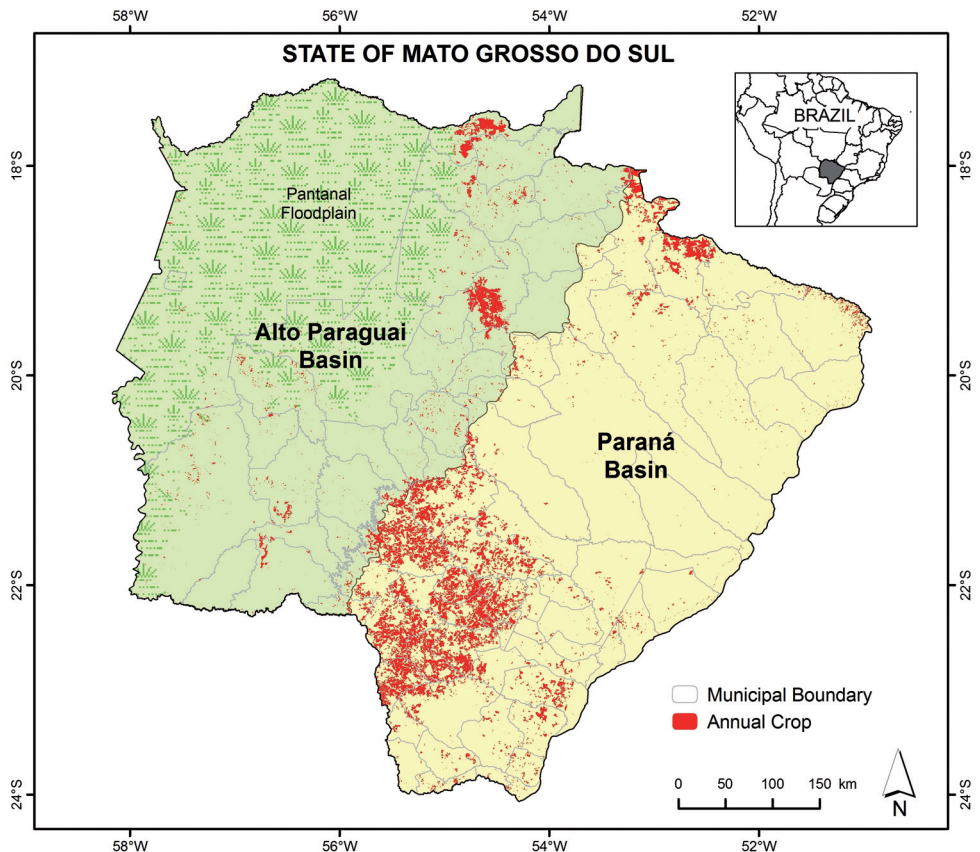 58°W 56°W 54°W 52°W
STATE OF MATO GROSSO DO SUL
BRAZIL
18°S 18°S
Pantanal
Floodplain
Alto Paraguai
Basin
20°S 20°S
Paraná
Basin
22°S 22°S
Municipal Boundary
Annual Crop
0 50 100 150 km
N
24°S 24°S
58°W 56°W 54°W 52°W